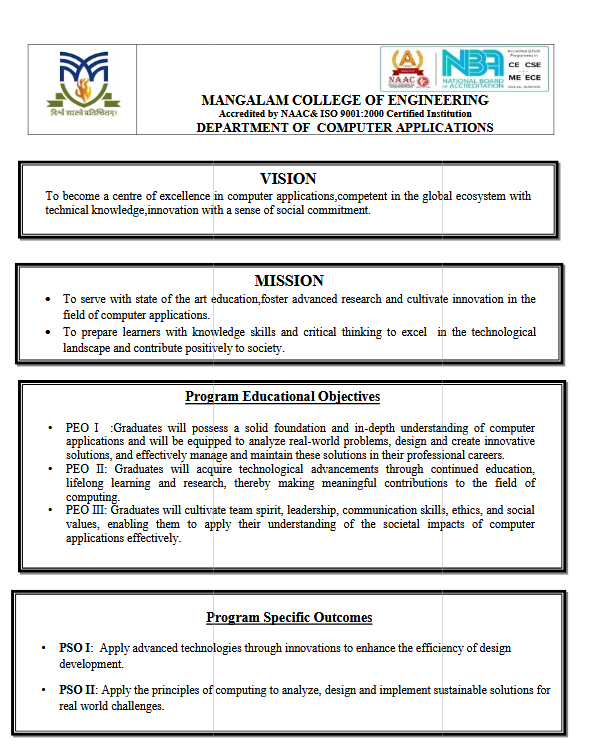 विश्वं शास्त्रे प्रतिष्ठितम्।
NAAC
NBA
NATIONAL BOARD
of ACCREDITATION
CE CSE
ME ECE
MANGALAM COLLEGE OF ENGINEERING
Accredited by NAAC& ISO 9001:2000 Certified Institution
DEPARTMENT OF COMPUTER APPLICATIONS
VISION
To become a centre of excellence in computer applications,competent in the global ecosystem with
technical knowledge,innovation with a sense of social commitment.
MISSION
• To serve with state of the art education,foster advanced research and cultivate innovation in the
field of computer applications.
• To prepare learners with knowledge skills and critical thinking to excel in the technological
landscape and contribute positively to society.
Program Educational Objectives
• PEO I :Graduates will possess a solid foundation and in-depth understanding of computer
applications and will be equipped to analyze real-world problems, design and create innovative
solutions, and effectively manage and maintain these solutions in their professional careers.
• PEO II: Graduates will acquire technological advancements through continued education,
lifelong learning and research, thereby making meaningful contributions to the field of
computing.
• PEO III: Graduates will cultivate team spirit, leadership, communication skills, ethics, and social
values, enabling them to apply their understanding of the societal impacts of computer
applications effectively.
Program Specific Outcomes
• PSO I: Apply advanced technologies through innovations to enhance the efficiency of design
development.
• PSO II: Apply the principles of computing to analyze, design and implement sustainable solutions for
real world challenges.